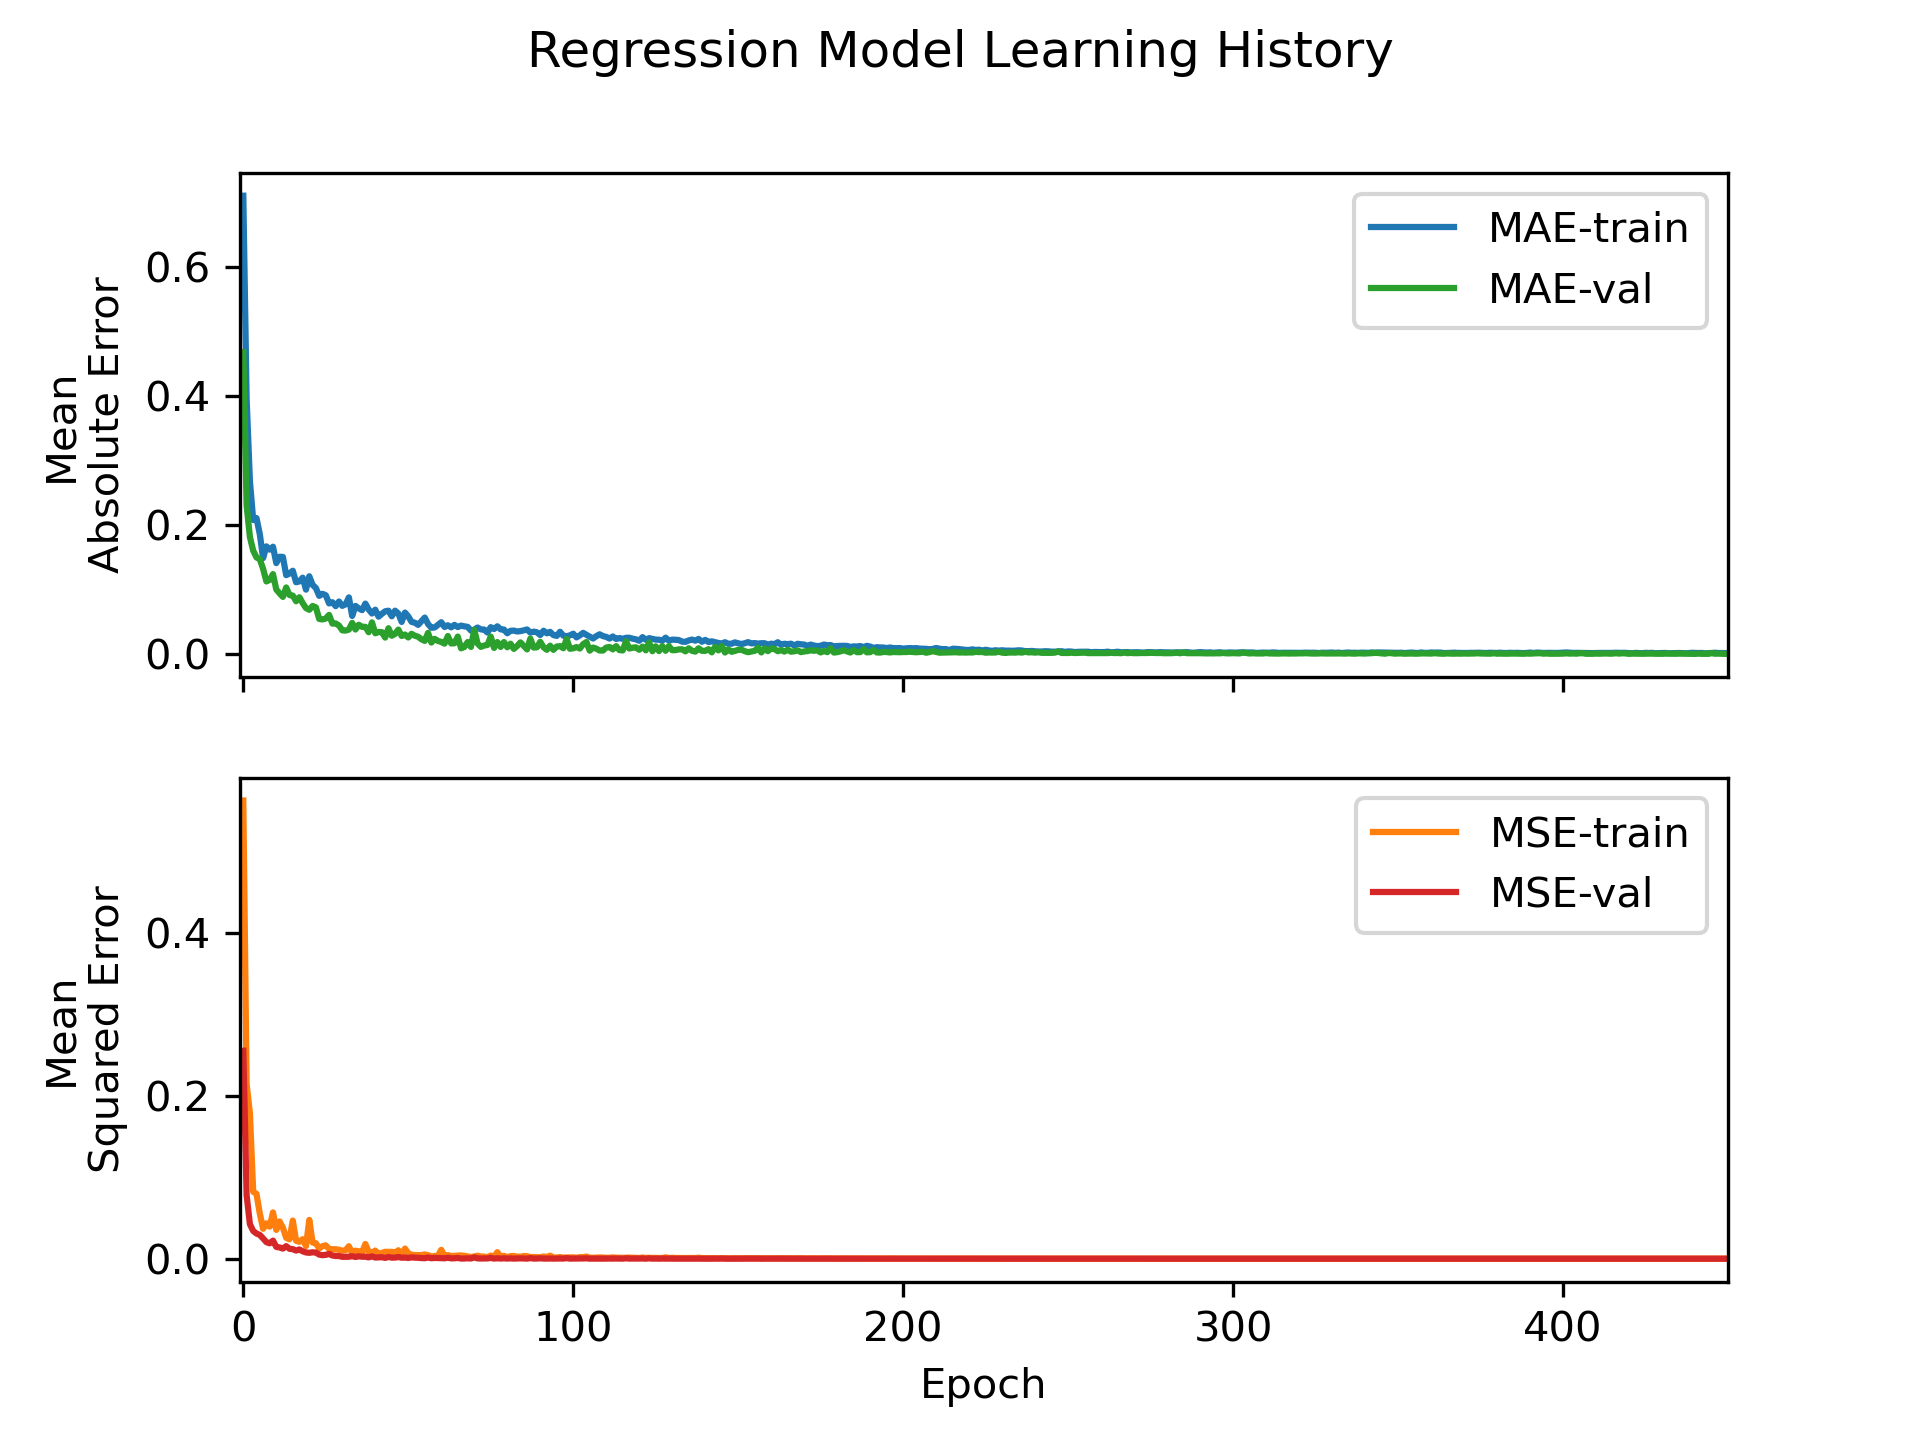 Regression Model Learning History
Mean
Absolute Error
0.6
0.4
0.2
0.0
MAE-train
MAE-val
Mean
Squared Error
0.4
0.2
0.0
MSE-train
MSE-val
0 100 200 300 400
Epoch